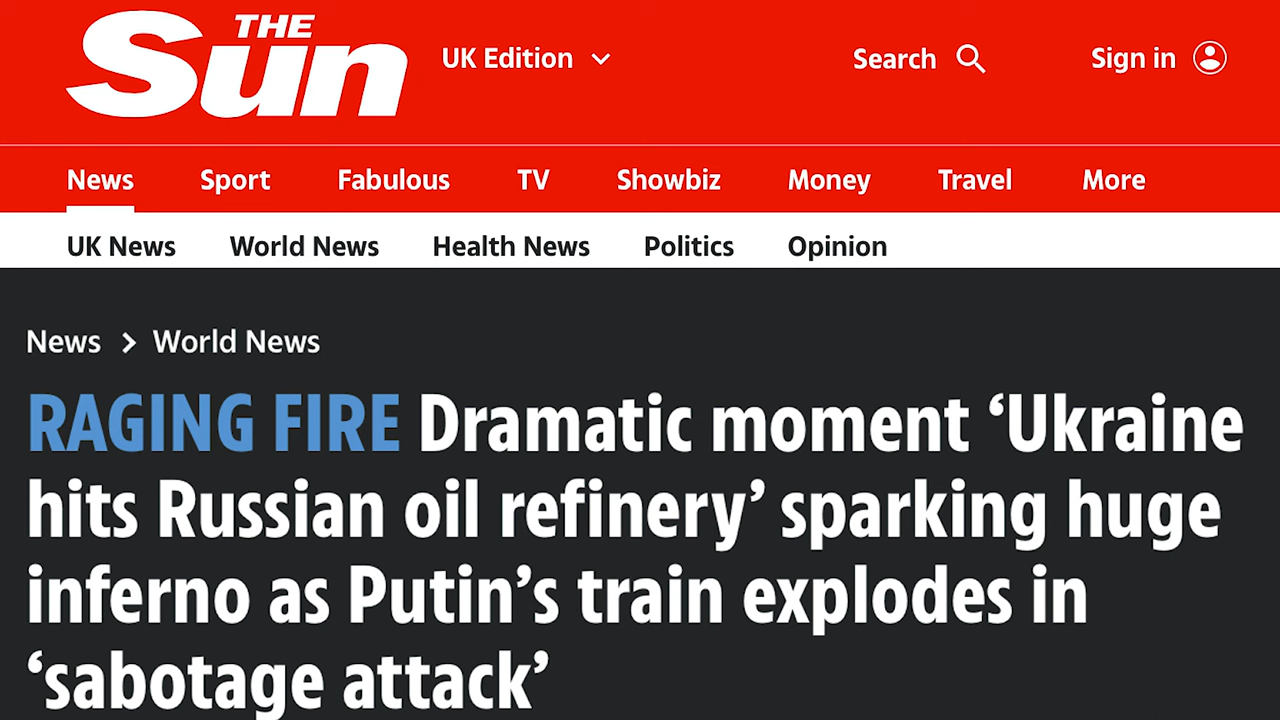 THE
Sun
UK Edition
Search
Sign in
News Sport Fabulous TV Showbiz Money Travel More
UK News World News Health News Politics Opinion
News > World News
RAGING FIRE Dramatic moment ‘Ukraine
hits Russian oil refinery’ sparking huge
inferno as Putin’s train explodes in
‘sabotage attack’